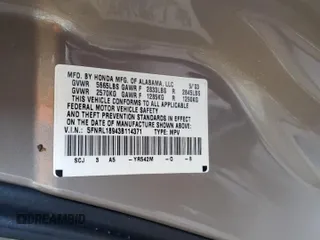 MFD. BY HONDA MFG. OF ALABAMA, LLC 9/03
GVWR 5665LBS GAWR F 2833LBS R 2845LBS
GVWR 2570KG GAWR F 1285KG R 1290KG
THIS VEHICLE CONFORMS TO ALL APPLICABLE
FEDERAL MOTOR VEHICLE SAFETY AND
THEFT PREVENTION STANDARDS IN EFFECT ON
THE DATE OF MANUFACTURE SHOWN ABOVE.
V.I.N: 5FNRL18943B114371 TYPE: MPV
SCJ 3 A5 -YR542M -
DREAMBID